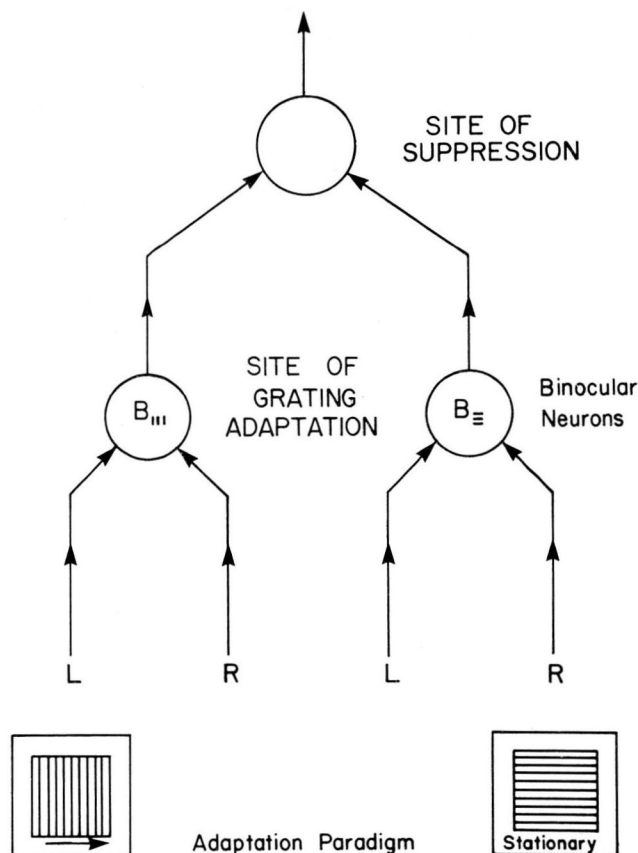 SITE OF
SUPPRESSION
SITE OF
GRATING
ADAPTATION
B
B
Binocular
Neurons
L
R
L
R
Adaptation Paradigm
Stationary